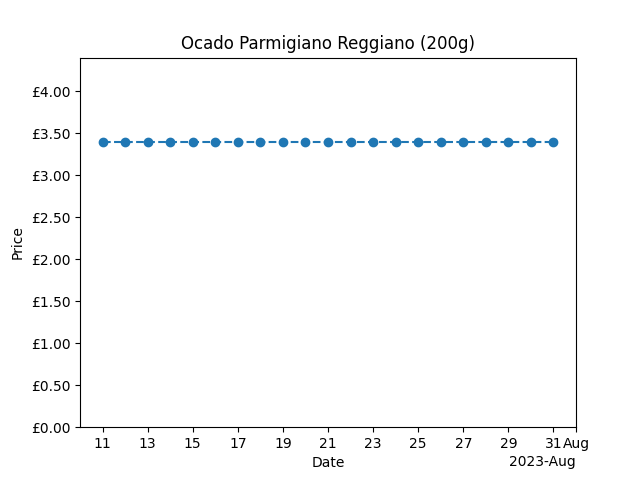 Ocado Parmigiano Reggiano (200g)
£4.00
£3.50
£3.00
£2.50
£2.00
£1.50
£1.00
£0.50
£0.00
Price
11 13 15 17 19 21 23 25 27 29 31 Aug
Date
2023-Aug